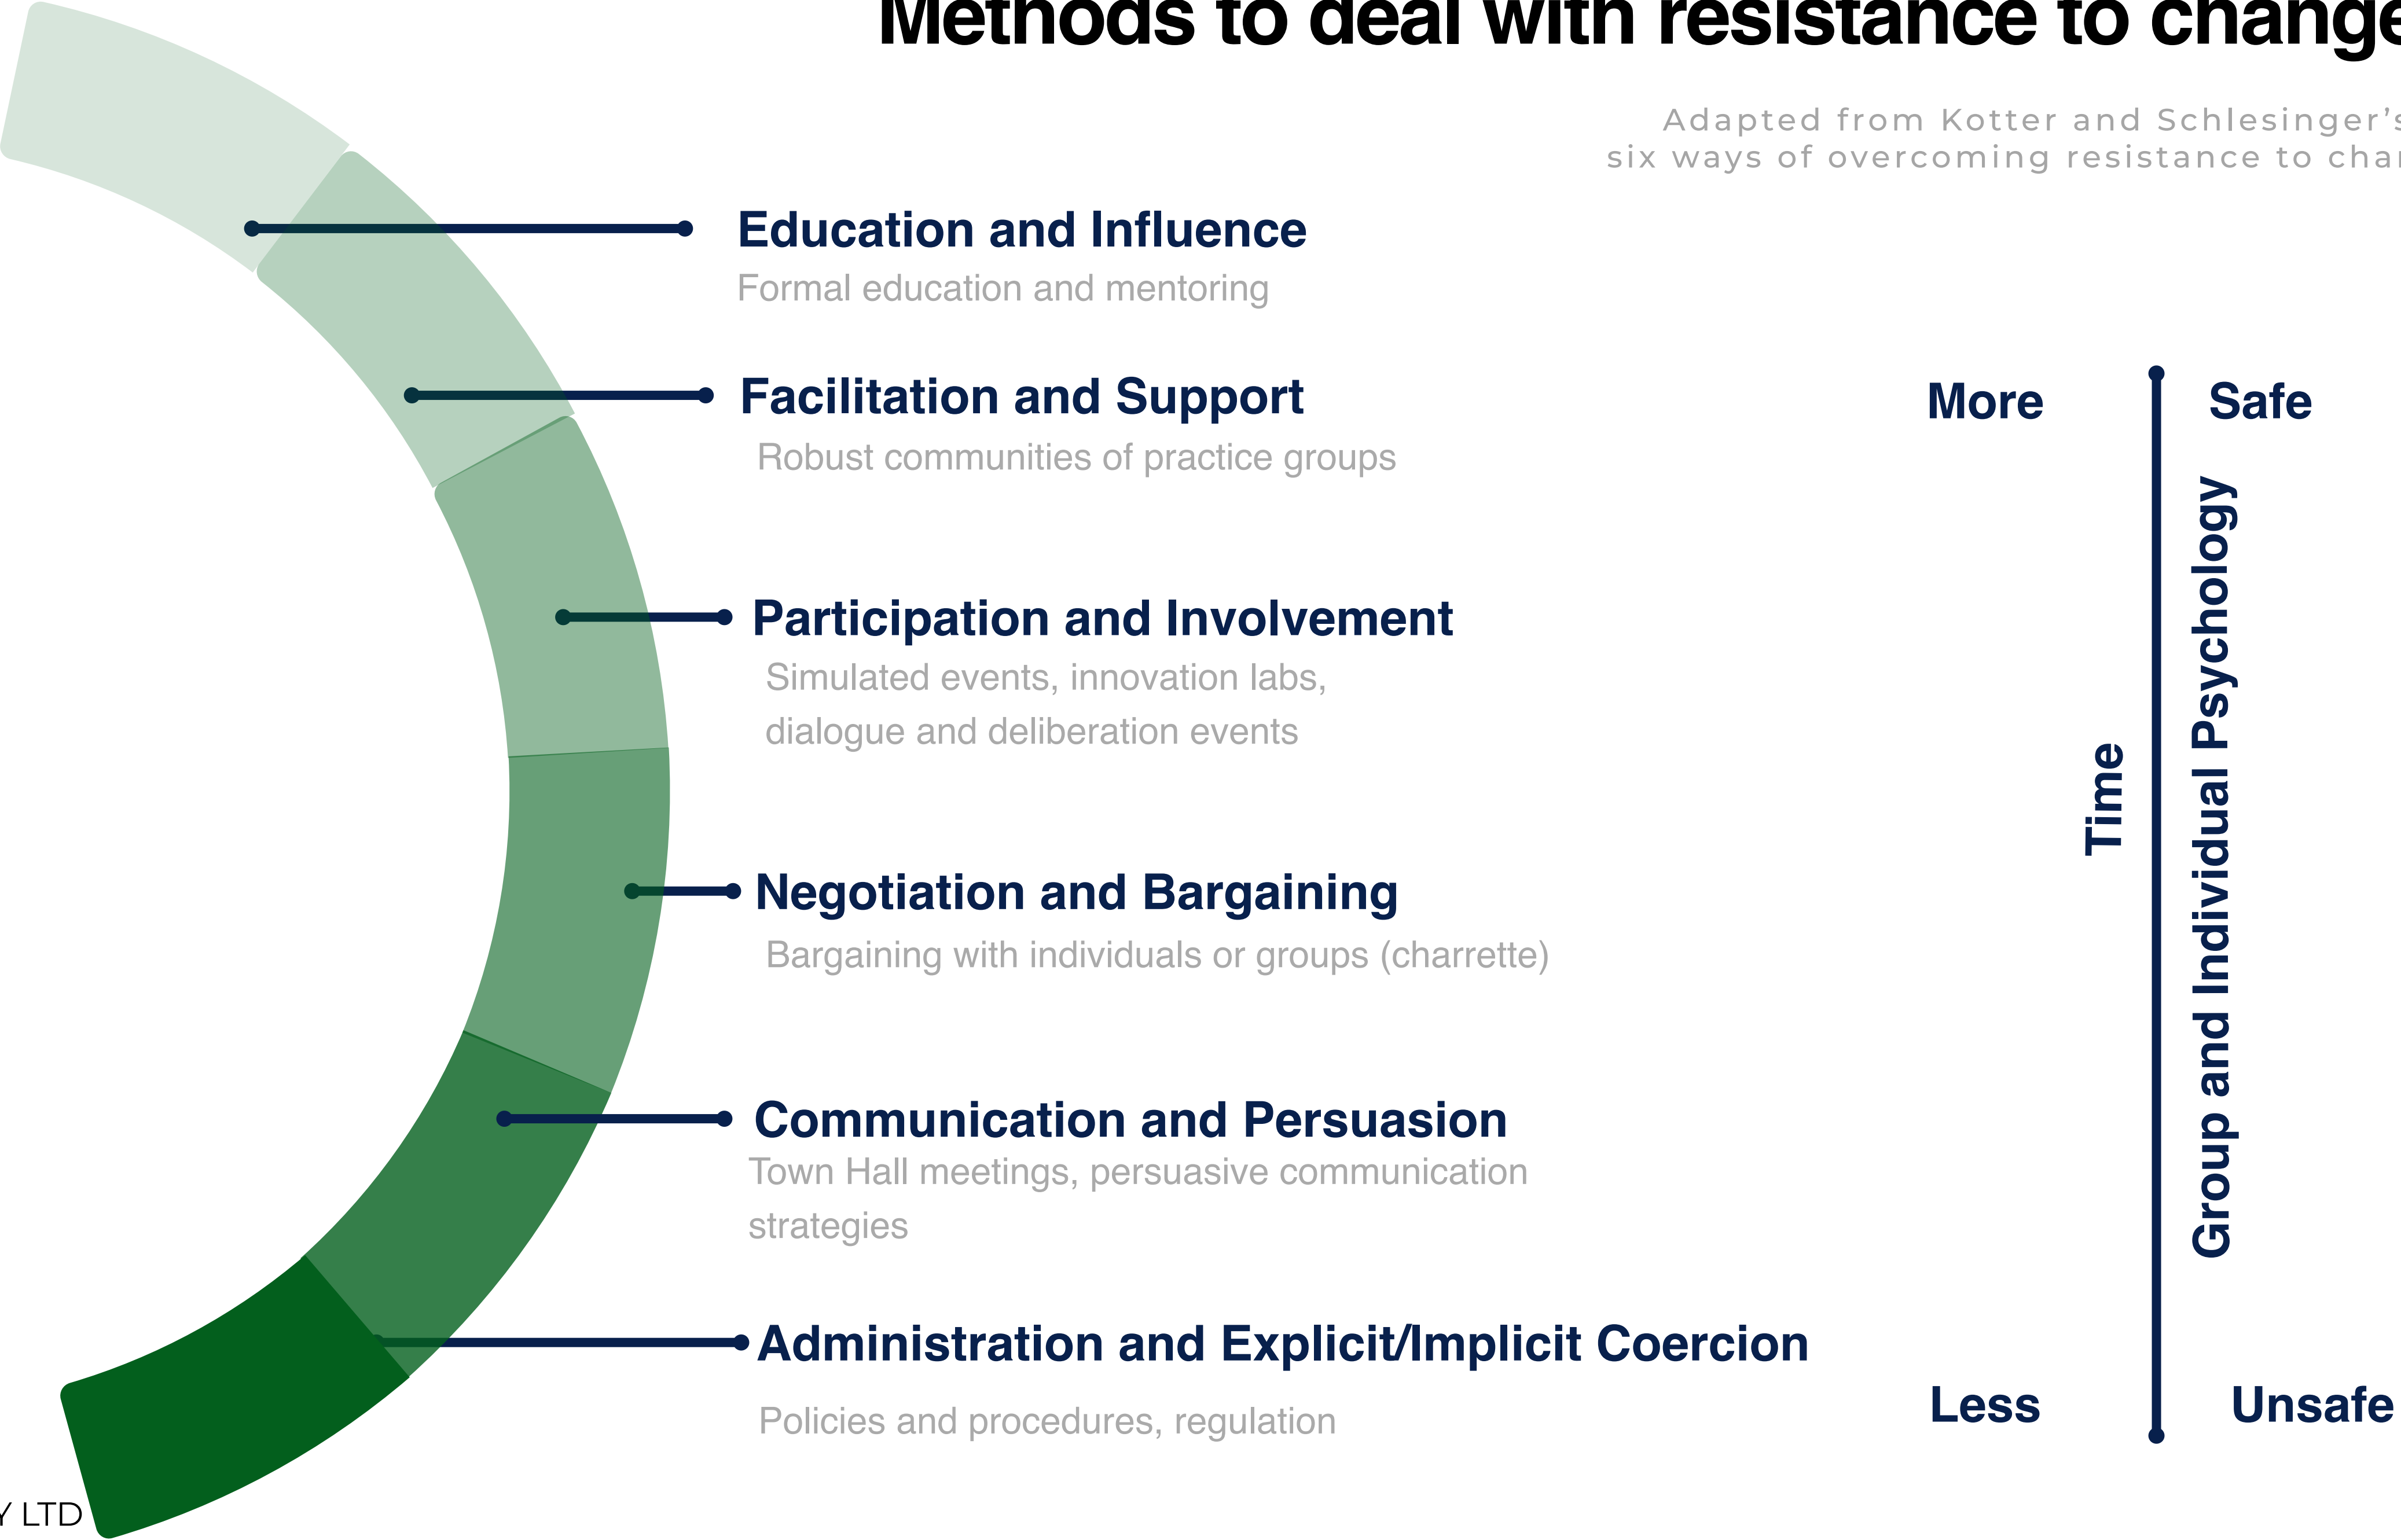 Methods to deal with resistance to change
Adapted from Kotter and Schlesinger's
six ways of overcoming resistance to
Education and Influence
Formal education and mentoring
Facilitation and Support
Robust communities of practice groups
More
Safe
Participation and Involvement
Simulated events, innovation labs,
dialogue and deliberation events
Time
Group and Individual Psychology
Negotiation and Bargaining
Bargaining with individuals or groups (charrette)
Communication and Persuasion
Town Hall meetings, persuasive communication
strategies
Administration and Explicit/Implicit Coercion
Policies and procedures, regulation
Less
Unsafe
Y LTD